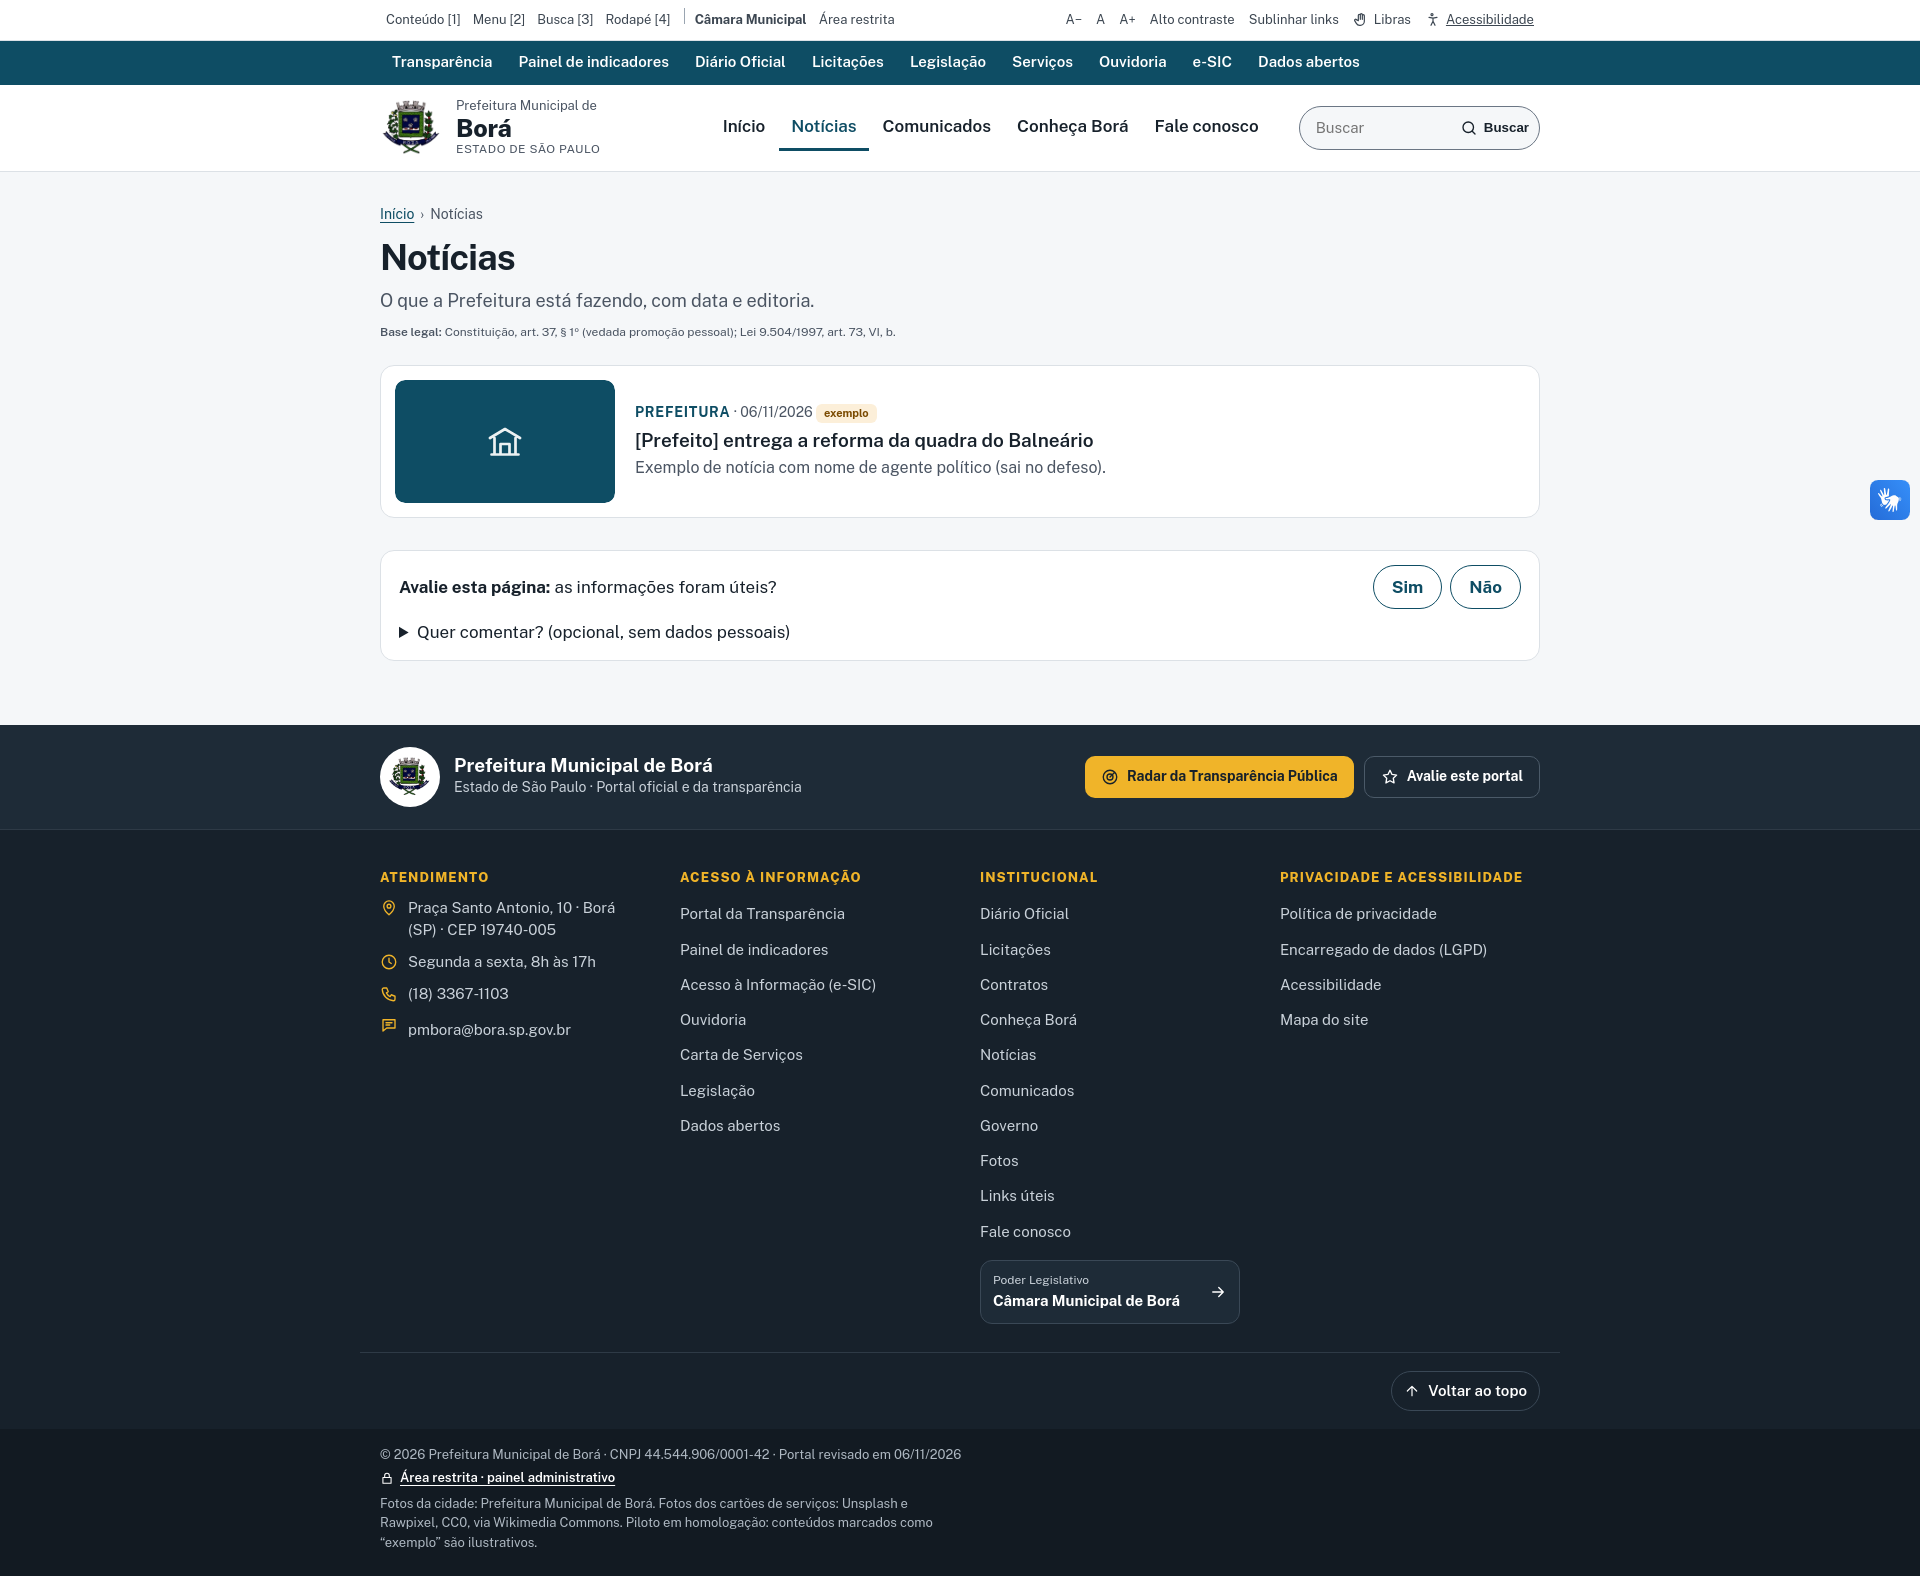 Conteúdo [1] Menu [2] Busca [3] Rodapé [4] Câmara Municipal Área restrita A− A A+ Alto contraste Sublinhar links Libras Acessibilidade
Transparência Painel de indicadores Diário Oficial Licitações Legislação Serviços Ouvidoria e-SIC Dados abertos
Prefeitura Municipal de
Borá
ESTADO DE SÃO PAULO
Início Notícias Comunicados Conheça Borá Fale conosco Buscar Buscar
Início › Notícias
Notícias
O que a Prefeitura está fazendo, com data e editoria.
Base legal: Constituição, art. 37, § 1º (vedada promoção pessoal); Lei 9.504/1997, art. 73, VI, b.
PREFEITURA · 06/11/2026 exemplo
[Prefeito] entrega a reforma da quadra do Balneário
Exemplo de notícia com nome de agente político (sai no defeso).
Avalie esta página: as informações foram úteis? Sim Não
Quer comentar? (opcional, sem dados pessoais)
Prefeitura Municipal de Borá
Estado de São Paulo · Portal oficial e da transparência
Radar da Transparência Pública Avalie este portal
ATENDIMENTO
Praça Santo Antonio, 10 · Borá
(SP) · CEP 19740-005
Segunda a sexta, 8h às 17h
(18) 3367-1103
pmbora@bora.sp.gov.br
ACESSO À INFORMAÇÃO
Portal da Transparência
Painel de indicadores
Acesso à Informação (e-SIC)
Ouvidoria
Carta de Serviços
Legislação
Dados abertos
INSTITUCIONAL
Diário Oficial
Licitações
Contratos
Conheça Borá
Notícias
Comunicados
Governo
Fotos
Links úteis
Fale conosco
Poder Legislativo
Câmara Municipal de Borá
PRIVACIDADE E ACESSIBILIDADE
Política de privacidade
Encarregado de dados (LGPD)
Acessibilidade
Mapa do site
Voltar ao topo
© 2026 Prefeitura Municipal de Borá · CNPJ 44.544.906/0001-42 · Portal revisado em 06/11/2026
Área restrita · painel administrativo
Fotos da cidade: Prefeitura Municipal de Borá. Fotos dos cartões de serviços: Unsplash e
Rawpixel, CC0, via Wikimedia Commons. Piloto em homologação: conteúdos marcados como
“exemplo” são ilustrativos.